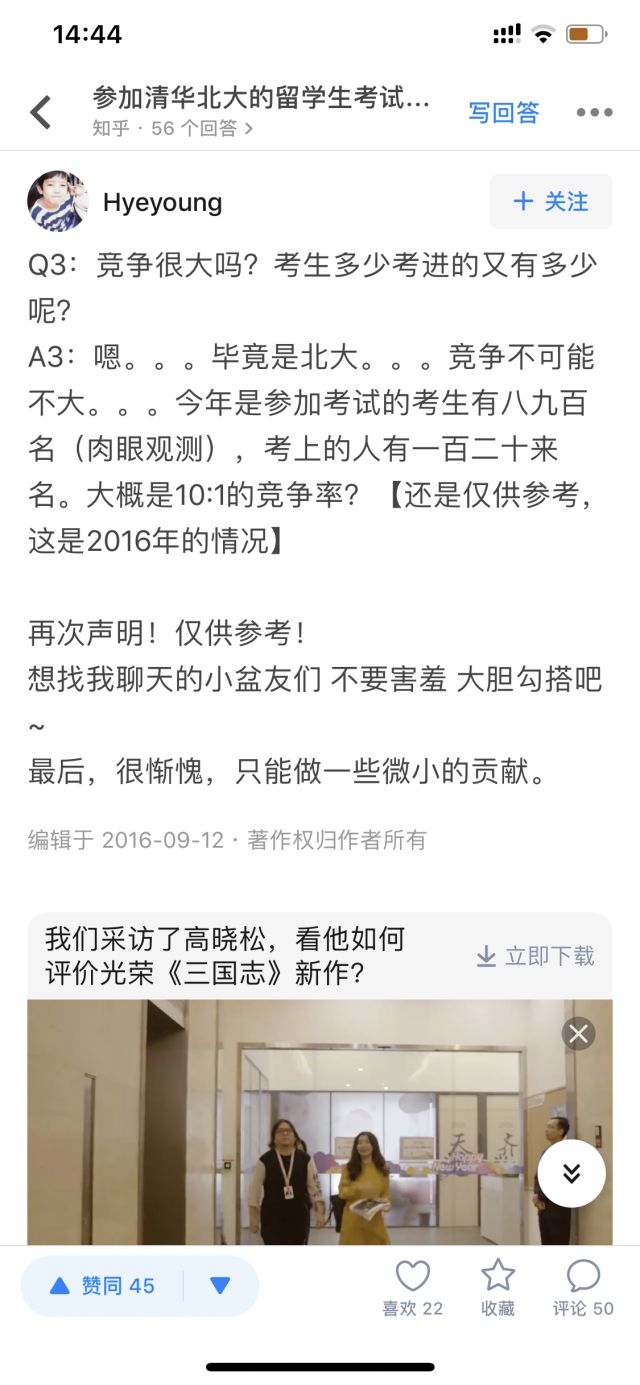 14:44
参加清华北大的留学生考试...
知乎 · 56 个回答 >
写回答
Hyeyoung
+ 关注
Q3：竞争很大吗？考生多少考进的又有多少
呢？
A3：嗯。。。毕竟是北大。。。竞争不可能
不大。。。今年是参加考试的考生有八九百
名（肉眼观测），考上的人有一百二十来
名。大概是10:1的竞争率？【还是仅供参考，
这是2016年的情况】
再次声明！仅供参考！
想找我聊天的小盆友们 不要害羞 大胆勾搭吧
~
最后，很惭愧，只能做一些微小的贡献。
编辑于 2016-09-12 · 著作权归作者所有
我们采访了高晓松，看他如何
评价光荣《三国志》新作？
立即下载
天 齐
Happy
New Year
赞同 45
喜欢 22
收藏
评论 50